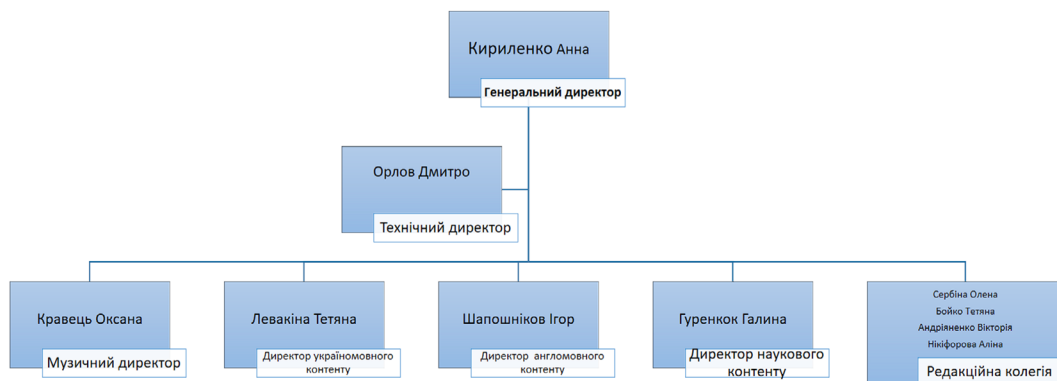 Кириленко Анна
Генеральний директор
Орлов Дмитро
Технічний директор
Кравець Оксана
Музичний директор
Левакіна Тетяна
Директор україномовного
контенту
Шапошніков Ігор
Директор англомовного
контенту
Гуренкок Галина
Директор наукового
контенту
Сербіна Олена
Бойко Тетяна
Андріяненко Вікторія
Нікіфорова Аліна
Редакційна колегія